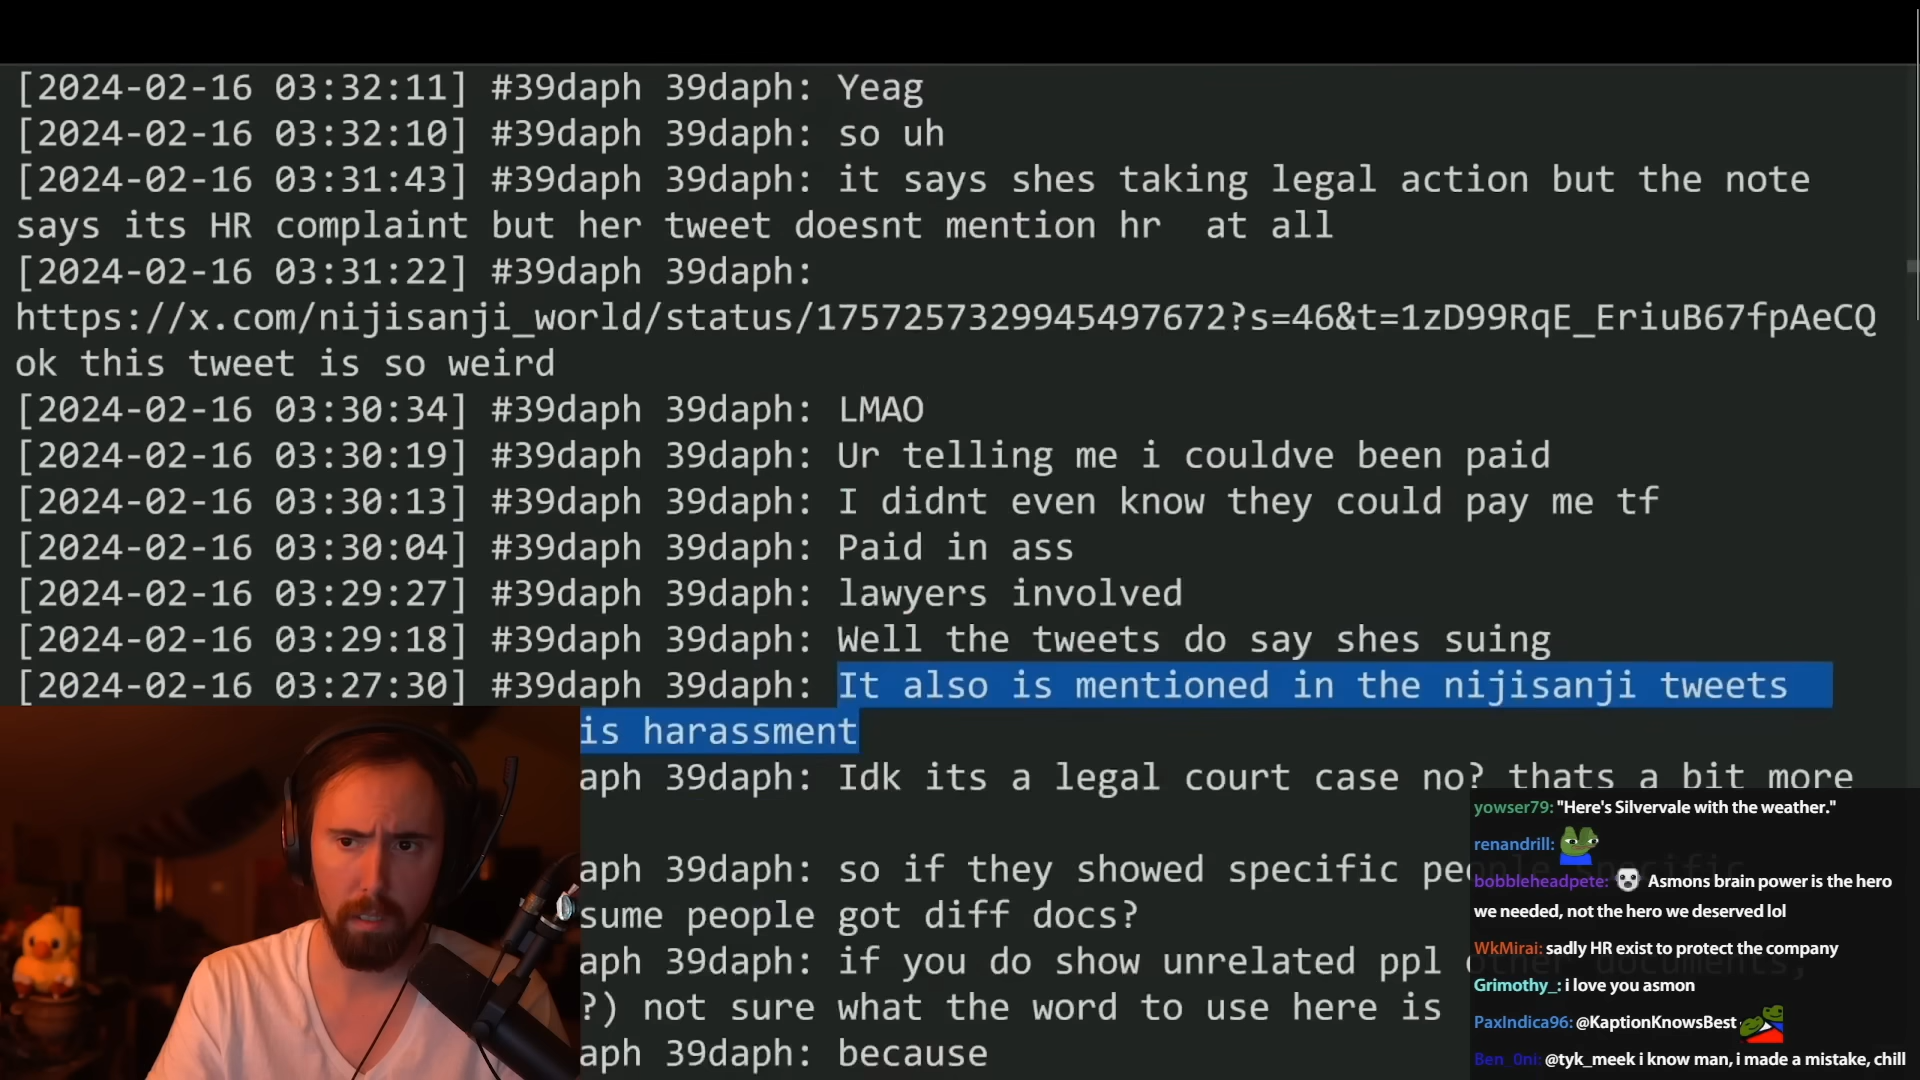 [2024-02-16 03:32:11] #39daph 39daph: Yeag
[2024-02-16 03:32:10] #39daph 39daph: so uh
[2024-02-16 03:31:43] #39daph 39daph: it says shes taking legal action but the note
says its HR complaint but her tweet doesnt mention hr  at all
[2024-02-16 03:31:22] #39daph 39daph:
https://x.com/nijisanji_world/status/1757257329945497672?s=46&t=1zD99RqE_EriuB67fpAeCQ
ok this tweet is so weird
[2024-02-16 03:30:34] #39daph 39daph: LMAO
[2024-02-16 03:30:19] #39daph 39daph: Ur telling me i couldve been paid
[2024-02-16 03:30:13] #39daph 39daph: I didnt even know they could pay me tf
[2024-02-16 03:30:04] #39daph 39daph: Paid in ass
[2024-02-16 03:29:27] #39daph 39daph: lawyers involved
[2024-02-16 03:29:18] #39daph 39daph: Well the tweets do say shes suing
[2024-02-16 03:27:30] #39daph 39daph: It also is mentioned in the nijisanji tweets
is harassment
aph 39daph: Idk its a legal court case no? thats a bit more
aph 39daph: so if they showed specific people specific
sume people got diff docs?
aph 39daph: if you do show unrelated ppl other documents,
?) not sure what the word to use here is
aph 39daph: because
yowser79: "Here's Silvervale with the weather."
renandrill:
bobbleheadpete: Asmons brain power is the hero
we needed, not the hero we deserved lol
WkMirai: sadly HR exist to protect the company
Grimothy_: i love you asmon
PaxIndica96: @KaptionKnowsBest
Ben_0ni: @tyk_meek i know man, i made a mistake, chill